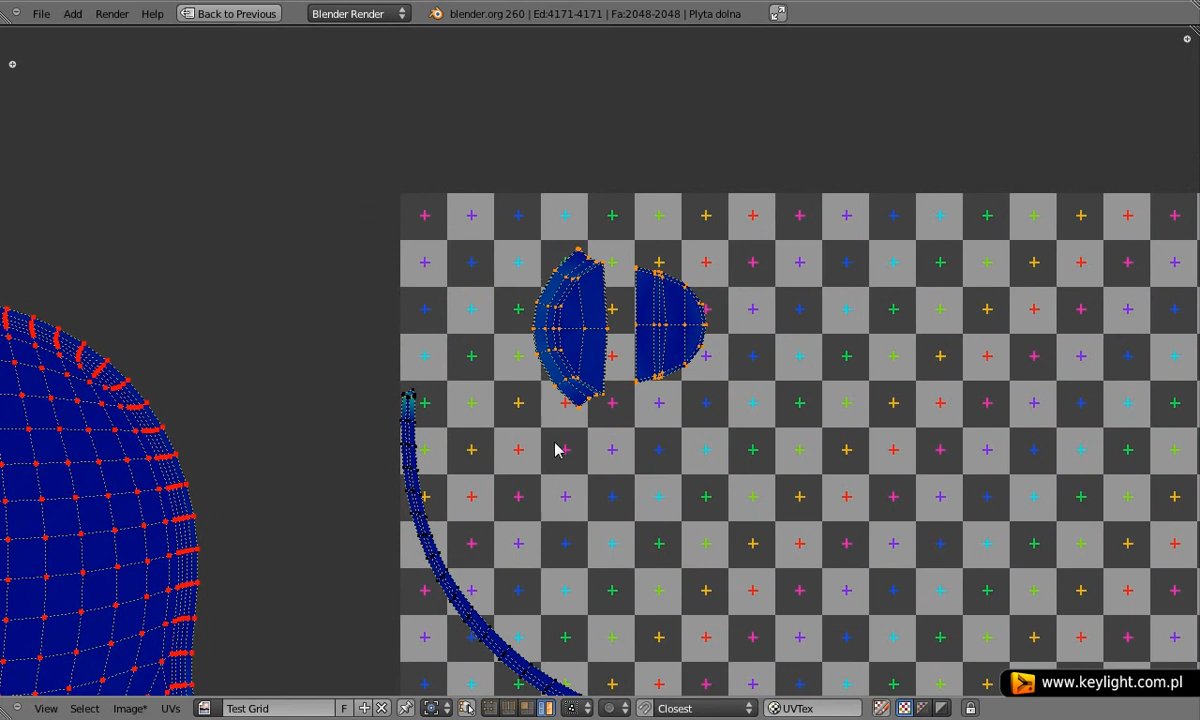 File Add Render Help Back to Previous Blender Render blender.org 260 | Ed:4171-4171 | Fa:2048-2048 | Plyta dolna
www.keylight.com.pl
View Select Image* UVs Test Grid F Closest UVTex